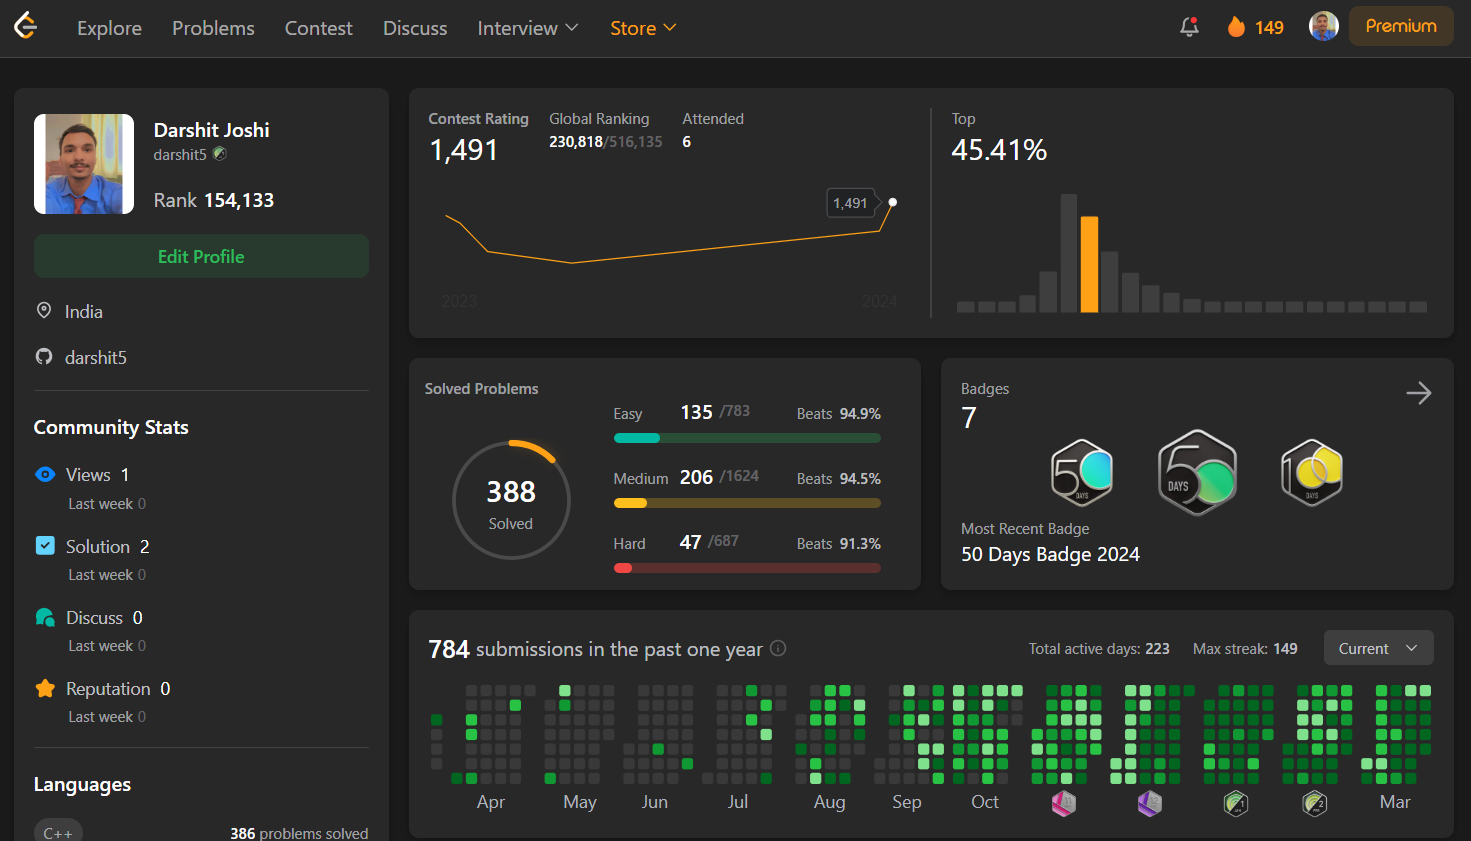 Explore Problems Contest Discuss Interview Store 149 Premium
Darshit Joshi
darshit5
Rank 154,133
Edit Profile
India
darshit5
Community Stats
Views 1
Last week 0
Solution 2
Last week 0
Discuss 0
Last week 0
Reputation 0
Last week 0
Languages
C++ 386 problems solved
Contest Rating Global Ranking Attended
1,491 230,818/516,135 6
1,491
2023 2024
Top
45.41%
Solved Problems
388
Solved
Easy 135 /783 Beats 94.9%
Medium 206 /1624 Beats 94.5%
Hard 47 /687 Beats 91.3%
Badges
7
50 DAYS
50 DAYS
100 DAYS
Most Recent Badge
50 Days Badge 2024
784 submissions in the past one year Total active days: 223 Max streak: 149 Current
Apr May Jun Jul Aug Sep Oct Mar